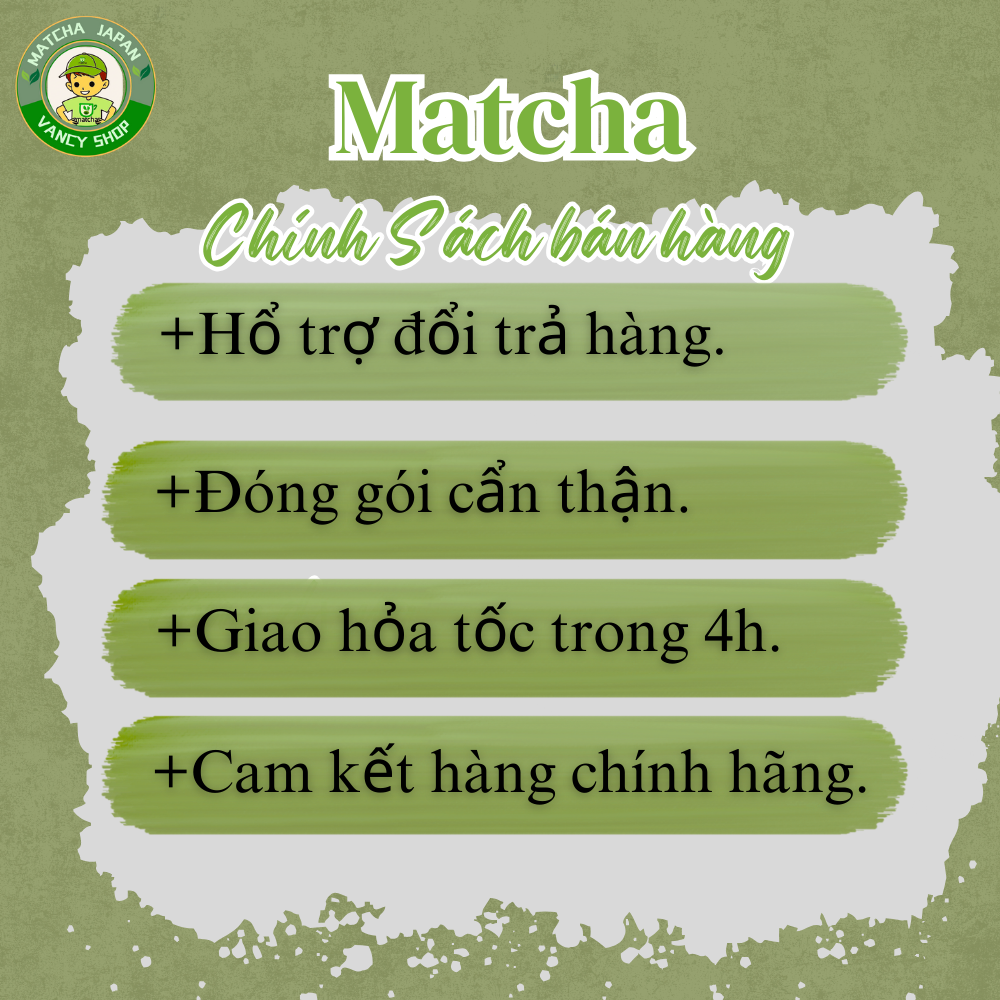 MATCHA JAPAN
VANCY SHOP
matcha
Matcha
Chính Sách bán hàng
+Hổ trợ đổi trả hàng.
+Đóng gói cẩn thận.
+Giao hỏa tốc trong 4h.
+Cam kết hàng chính hãng.